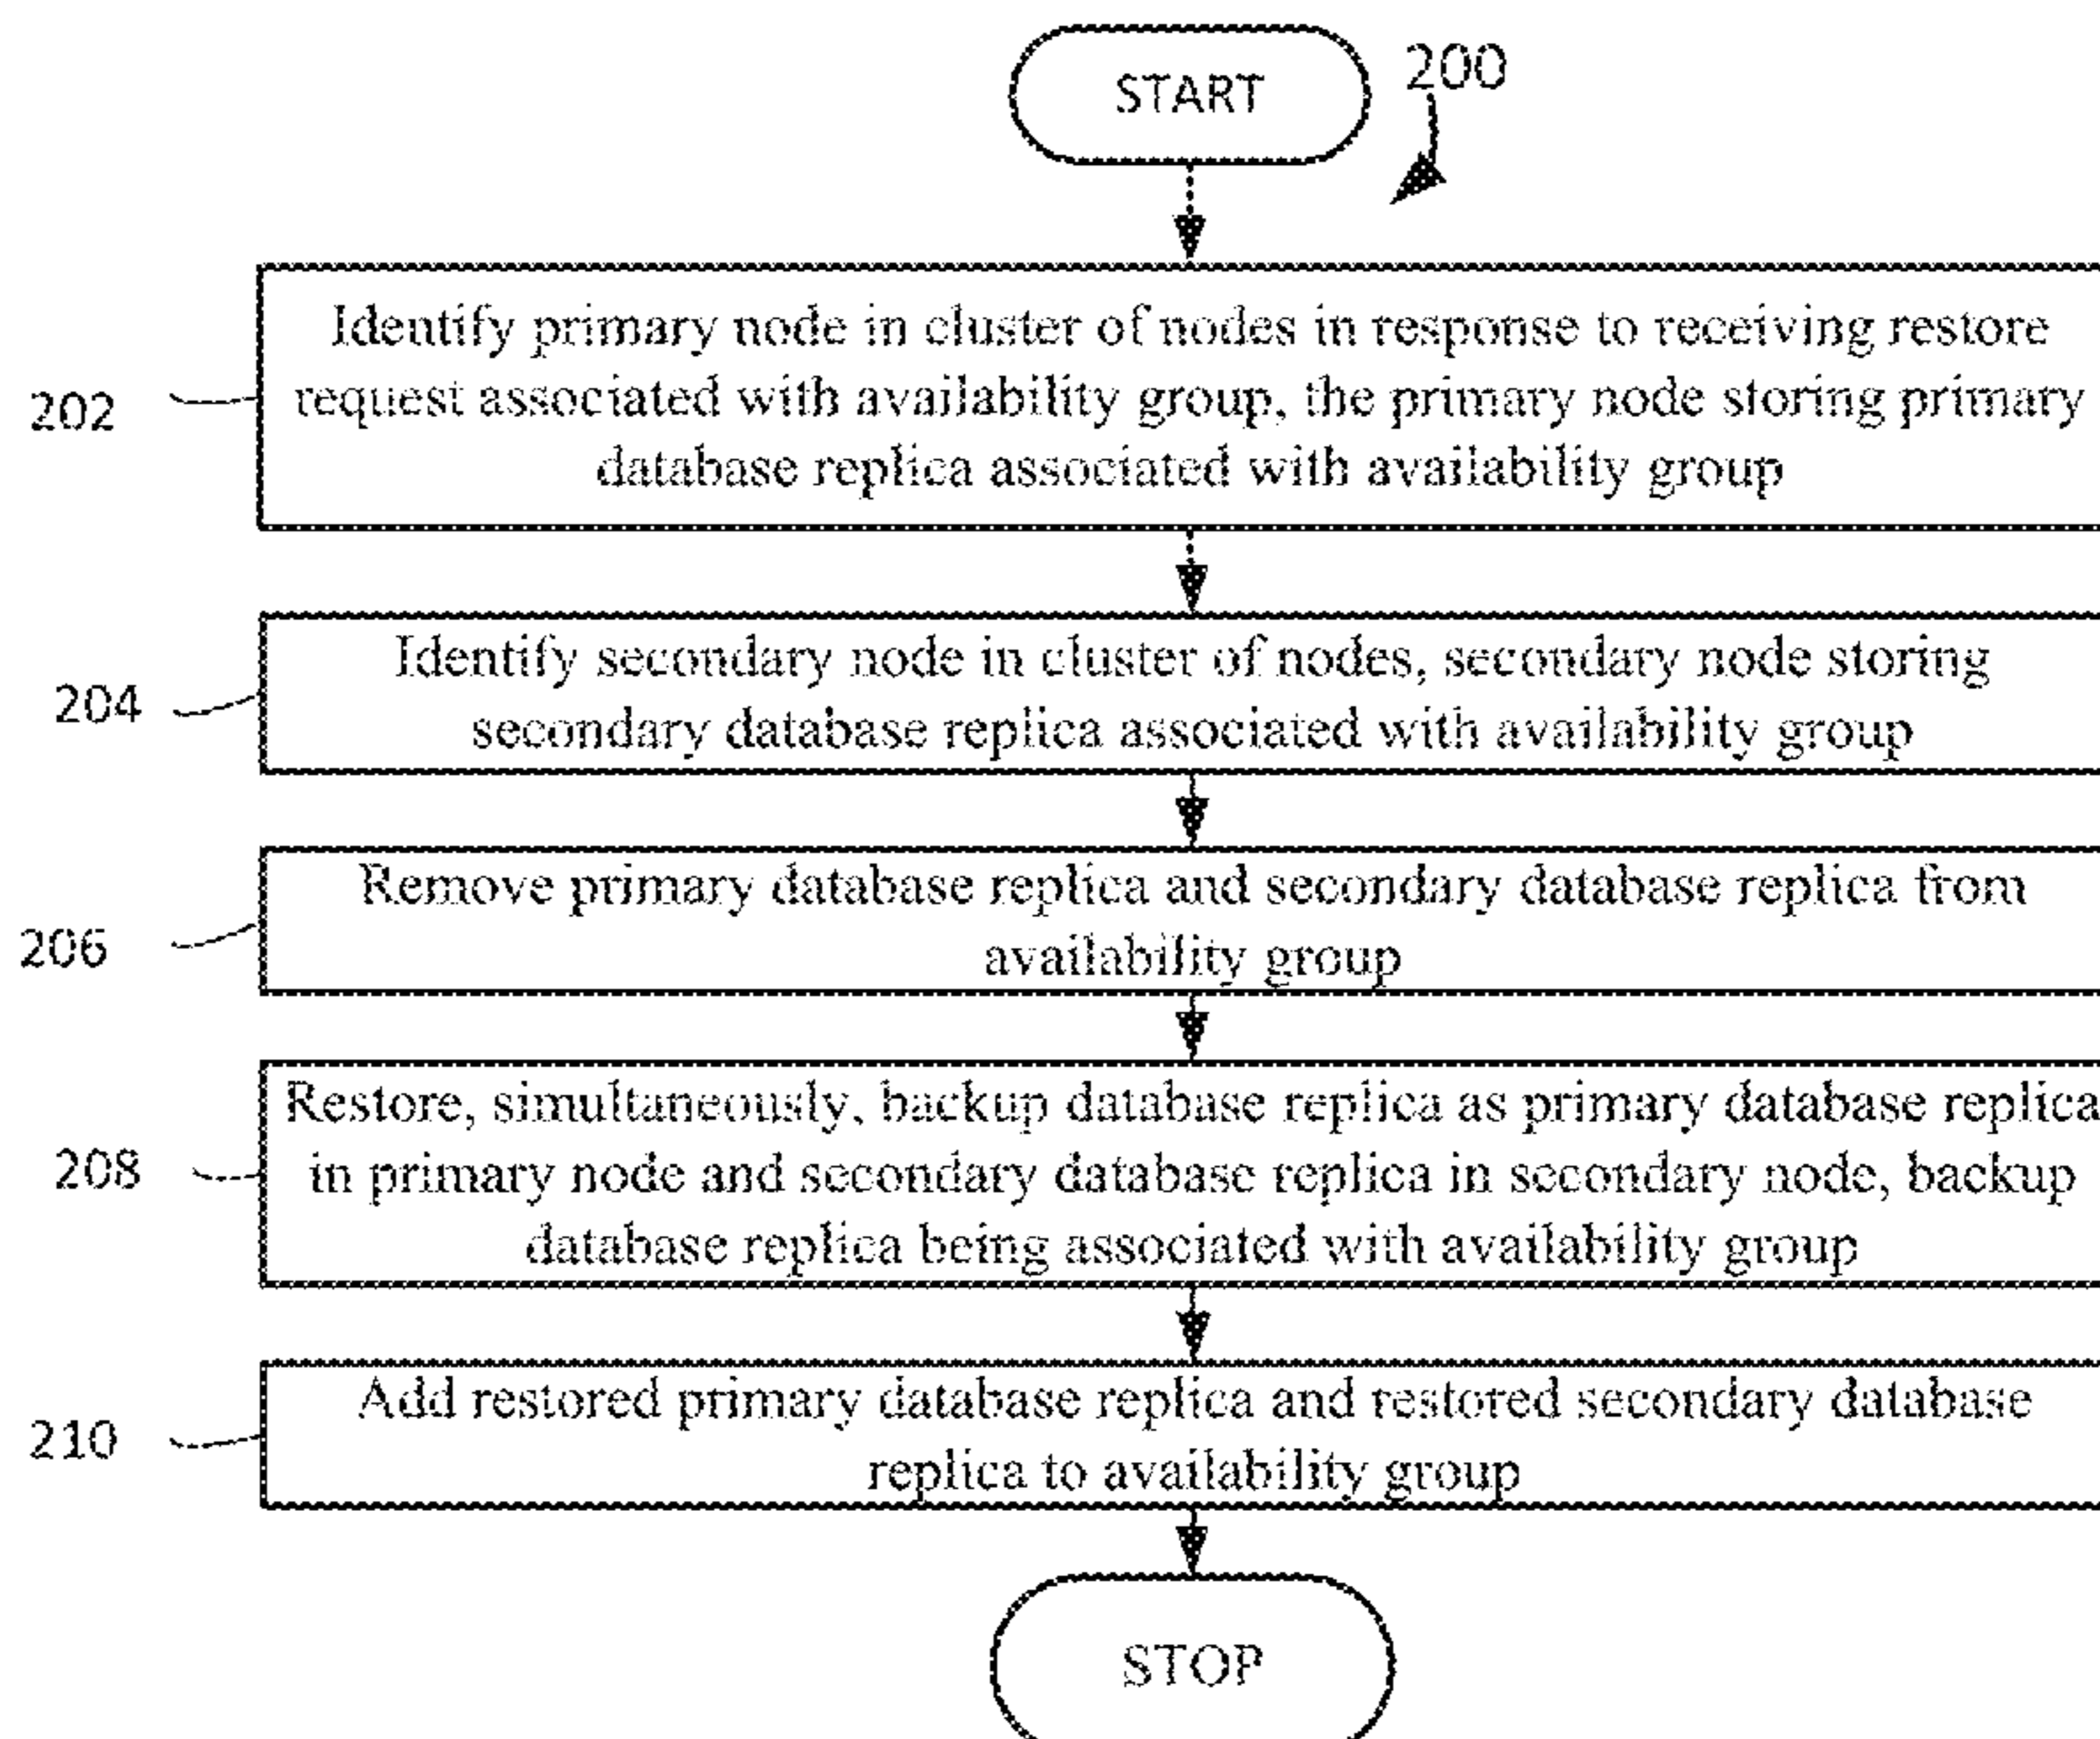 START
200
202
Identify primary node in cluster of nodes in response to receiving restore
request associated with availability group, the primary node storing primary
database replica associated with availability group
204
Identify secondary node in cluster of nodes, secondary node storing
secondary database replica associated with availability group
206
Remove primary database replica and secondary database replica from
availability group
208
Restore, simultaneously, backup database replica as primary database replica
in primary node and secondary database replica in secondary node, backup
database replica being associated with availability group
210
Add restored primary database replica and restored secondary database
replica to availability group
STOP